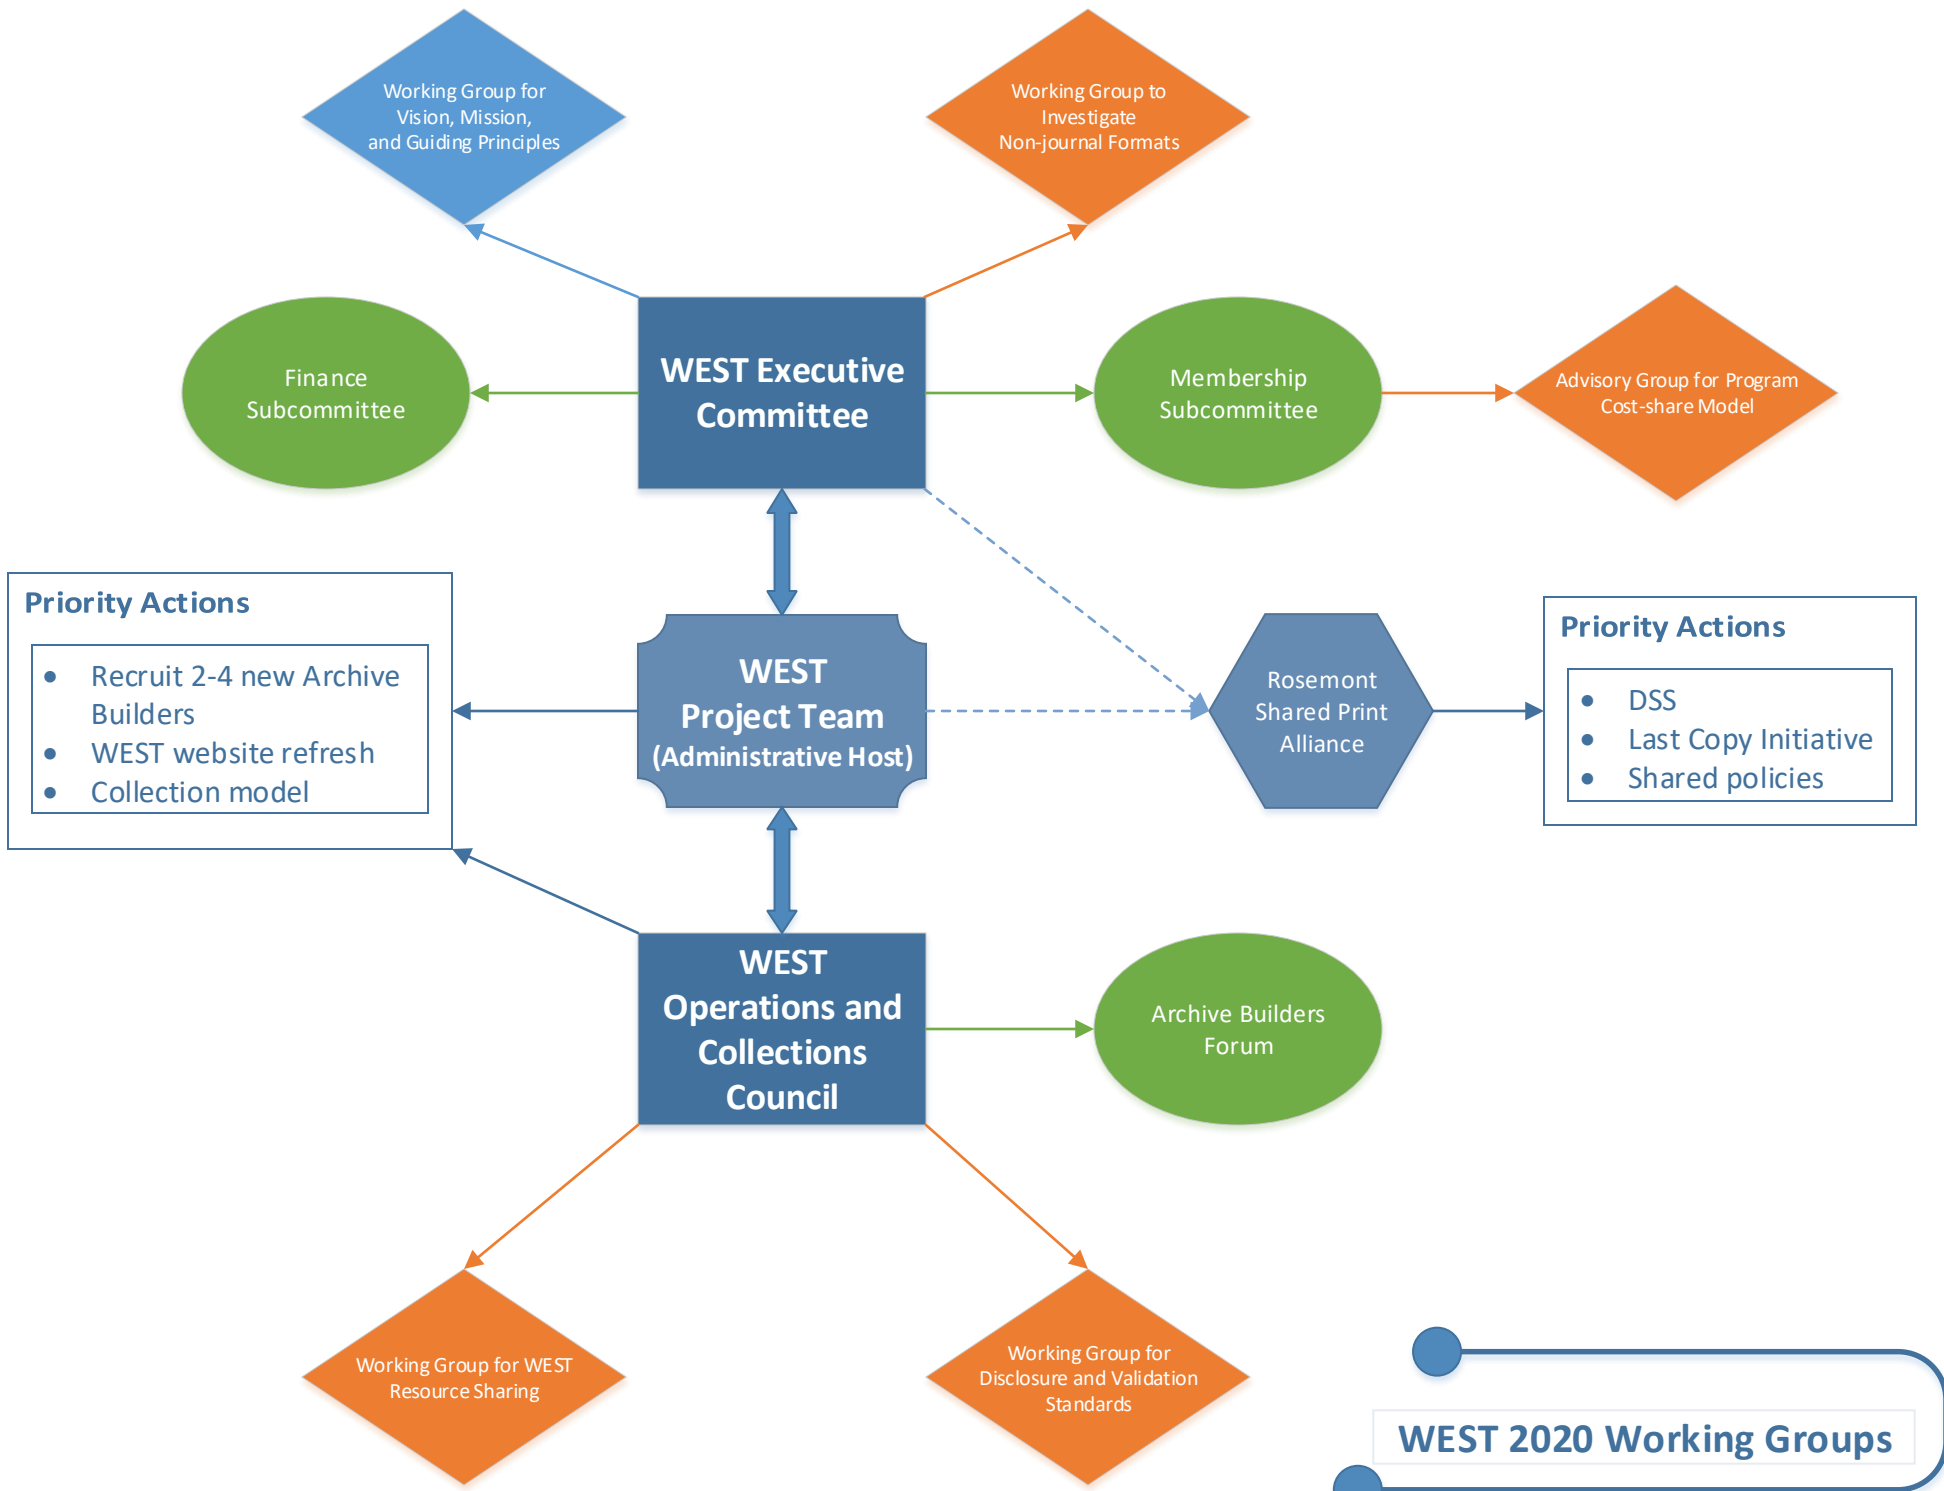 Working Group for
Vision, Mission,
and Guiding Principles
Working Group to
Investigate
Non-journal Formats
Finance
Subcommittee
WEST Executive
Committee
Membership
Subcommittee
Advisory Group for Program
Cost-share Model
Priority Actions
• Recruit 2-4 new Archive
Builders
• WEST website refresh
• Collection model
WEST
Project Team
(Administrative Host)
Rosemont
Shared Print
Alliance
Priority Actions
• DSS
• Last Copy Initiative
• Shared policies
WEST
Operations and
Collections
Council
Archive Builders
Forum
Working Group for WEST
Resource Sharing
Working Group for
Disclosure and Validation
Standards
WEST 2020 Working Groups